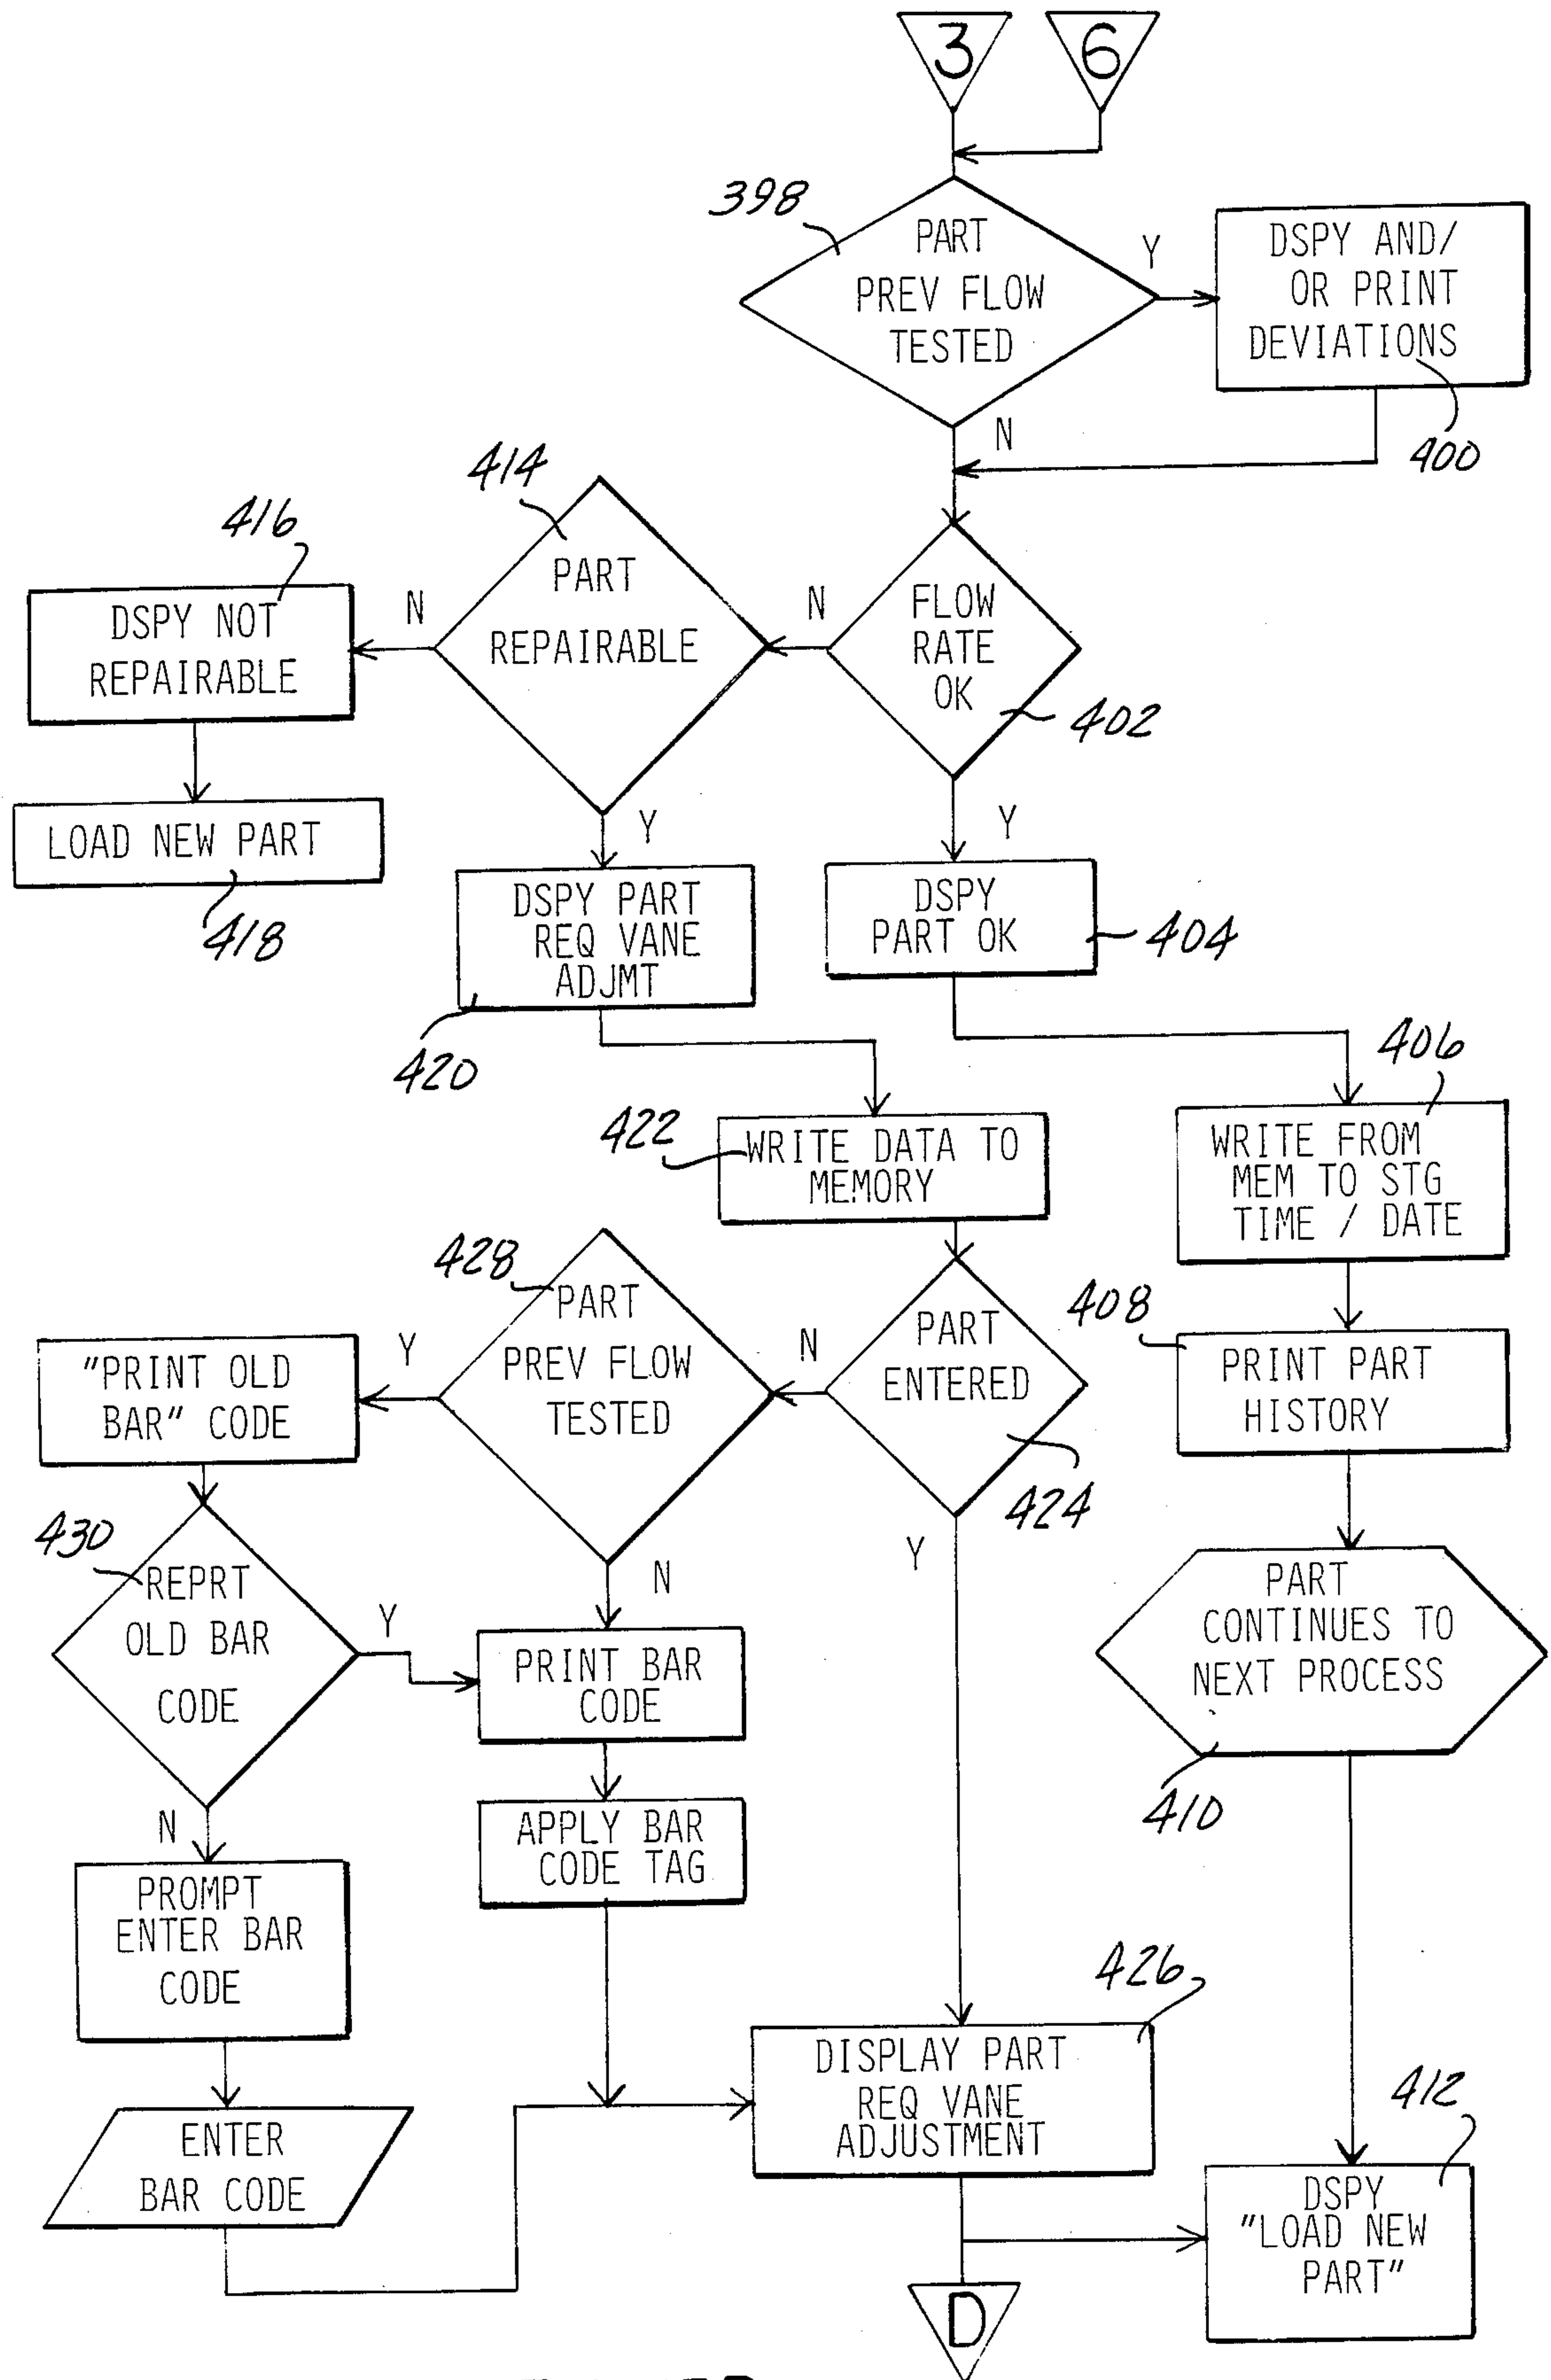 3
6
398
PART
PREV FLOW
TESTED
Y
DSPY AND/
OR PRINT
DEVIATIONS
400
N
414
416
PART
REPAIRABLE
N
DSPY NOT
REPAIRABLE
N
FLOW
RATE
OK
402
LOAD NEW PART
418
Y
DSPY PART
REQ VANE
ADJMT
420
Y
DSPY
PART OK
404
406
422
WRITE DATA TO
MEMORY
WRITE FROM
MEM TO STG
TIME / DATE
428
PART
PREV FLOW
TESTED
N
PART
ENTERED
424
408
PRINT PART
HISTORY
Y
"PRINT OLD
BAR" CODE
430
REPRT
OLD BAR
CODE
Y
N
PRINT BAR
CODE
Y
PART
CONTINUES TO
NEXT PROCESS
410
N
PROMPT
ENTER BAR
CODE
APPLY BAR
CODE TAG
426
DISPLAY PART
REQ VANE
ADJUSTMENT
412
ENTER
BAR CODE
DSPY
"LOAD NEW
PART"
D